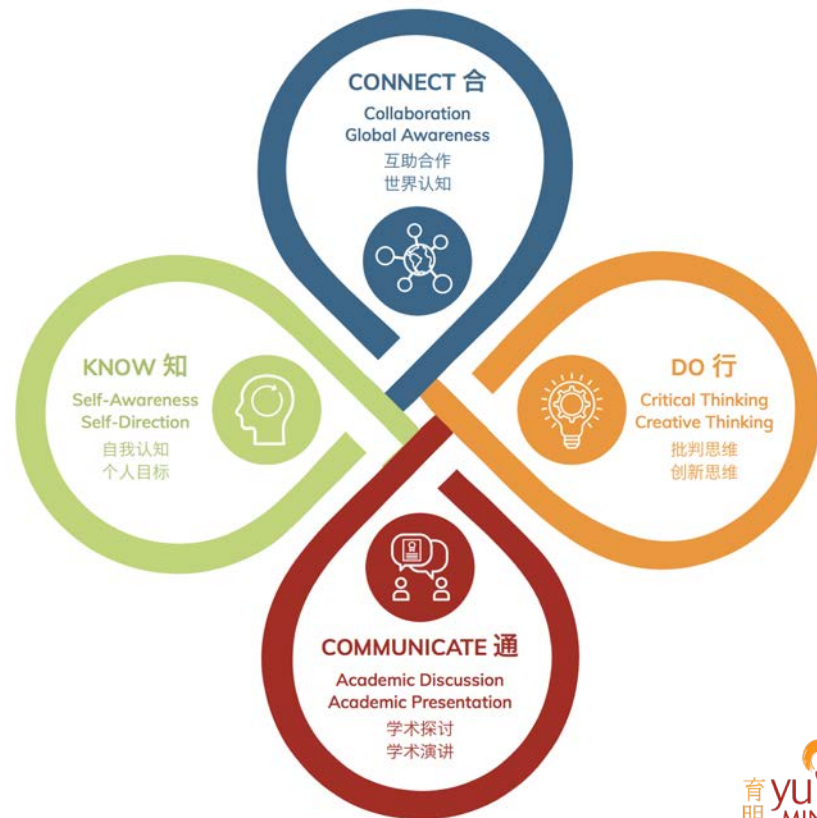 CONNECT 合
Collaboration
Global Awareness
互助合作
世界认知
KNOW 知
Self-Awareness
Self-Direction
自我认知
个人目标
DO 行
Critical Thinking
Creative Thinking
批判思维
创新思维
COMMUNICATE 通
Academic Discussion
Academic Presentation
学术探讨
学术演讲
育明
yu